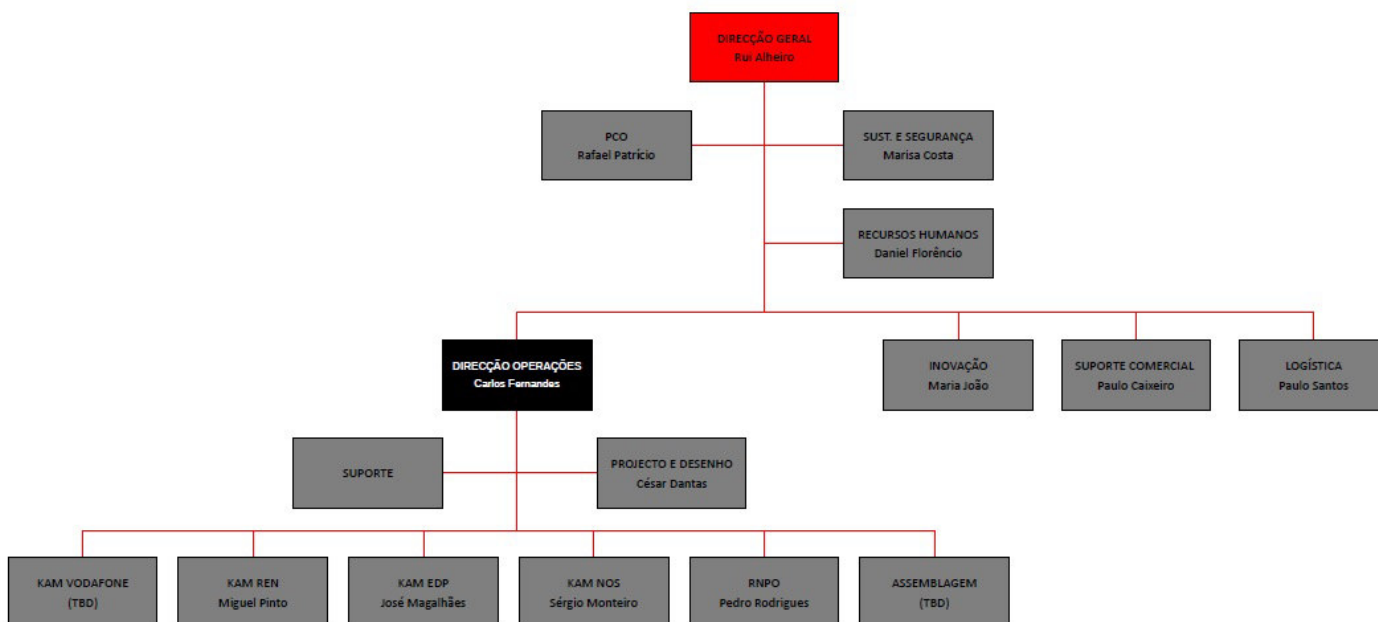 DIRECÇÃO GERAL
Rui Alheiro
PCO
Rafael Patrício
SUST. E SEGURANÇA
Marisa Costa
RECURSOS HUMANOS
Daniel Florêncio
DIRECÇÃO OPERAÇÕES
Carlos Fernandes
INOVAÇÃO
Maria João
SUPORTE COMERCIAL
Paulo Caixeiro
LOGÍSTICA
Paulo Santos
SUPORTE
PROJECTO E DESENHO
César Dantas
KAM VODAFONE
(TBD)
KAM REN
Miguel Pinto
KAM EDP
José Magalhães
KAM NOS
Sérgio Monteiro
RNPO
Pedro Rodrigues
ASSEMBLAGEM
(TBD)